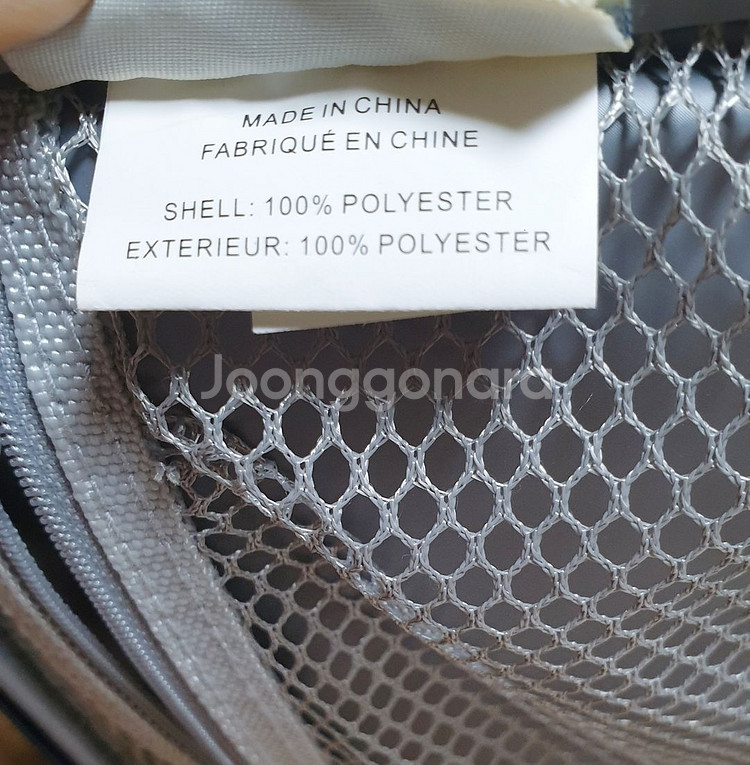 MADE IN CHINA
FABRIQUÉ EN CHINE
SHELL: 100% POLYESTER
EXTERIEUR: 100% POLYESTER
Joonggonara